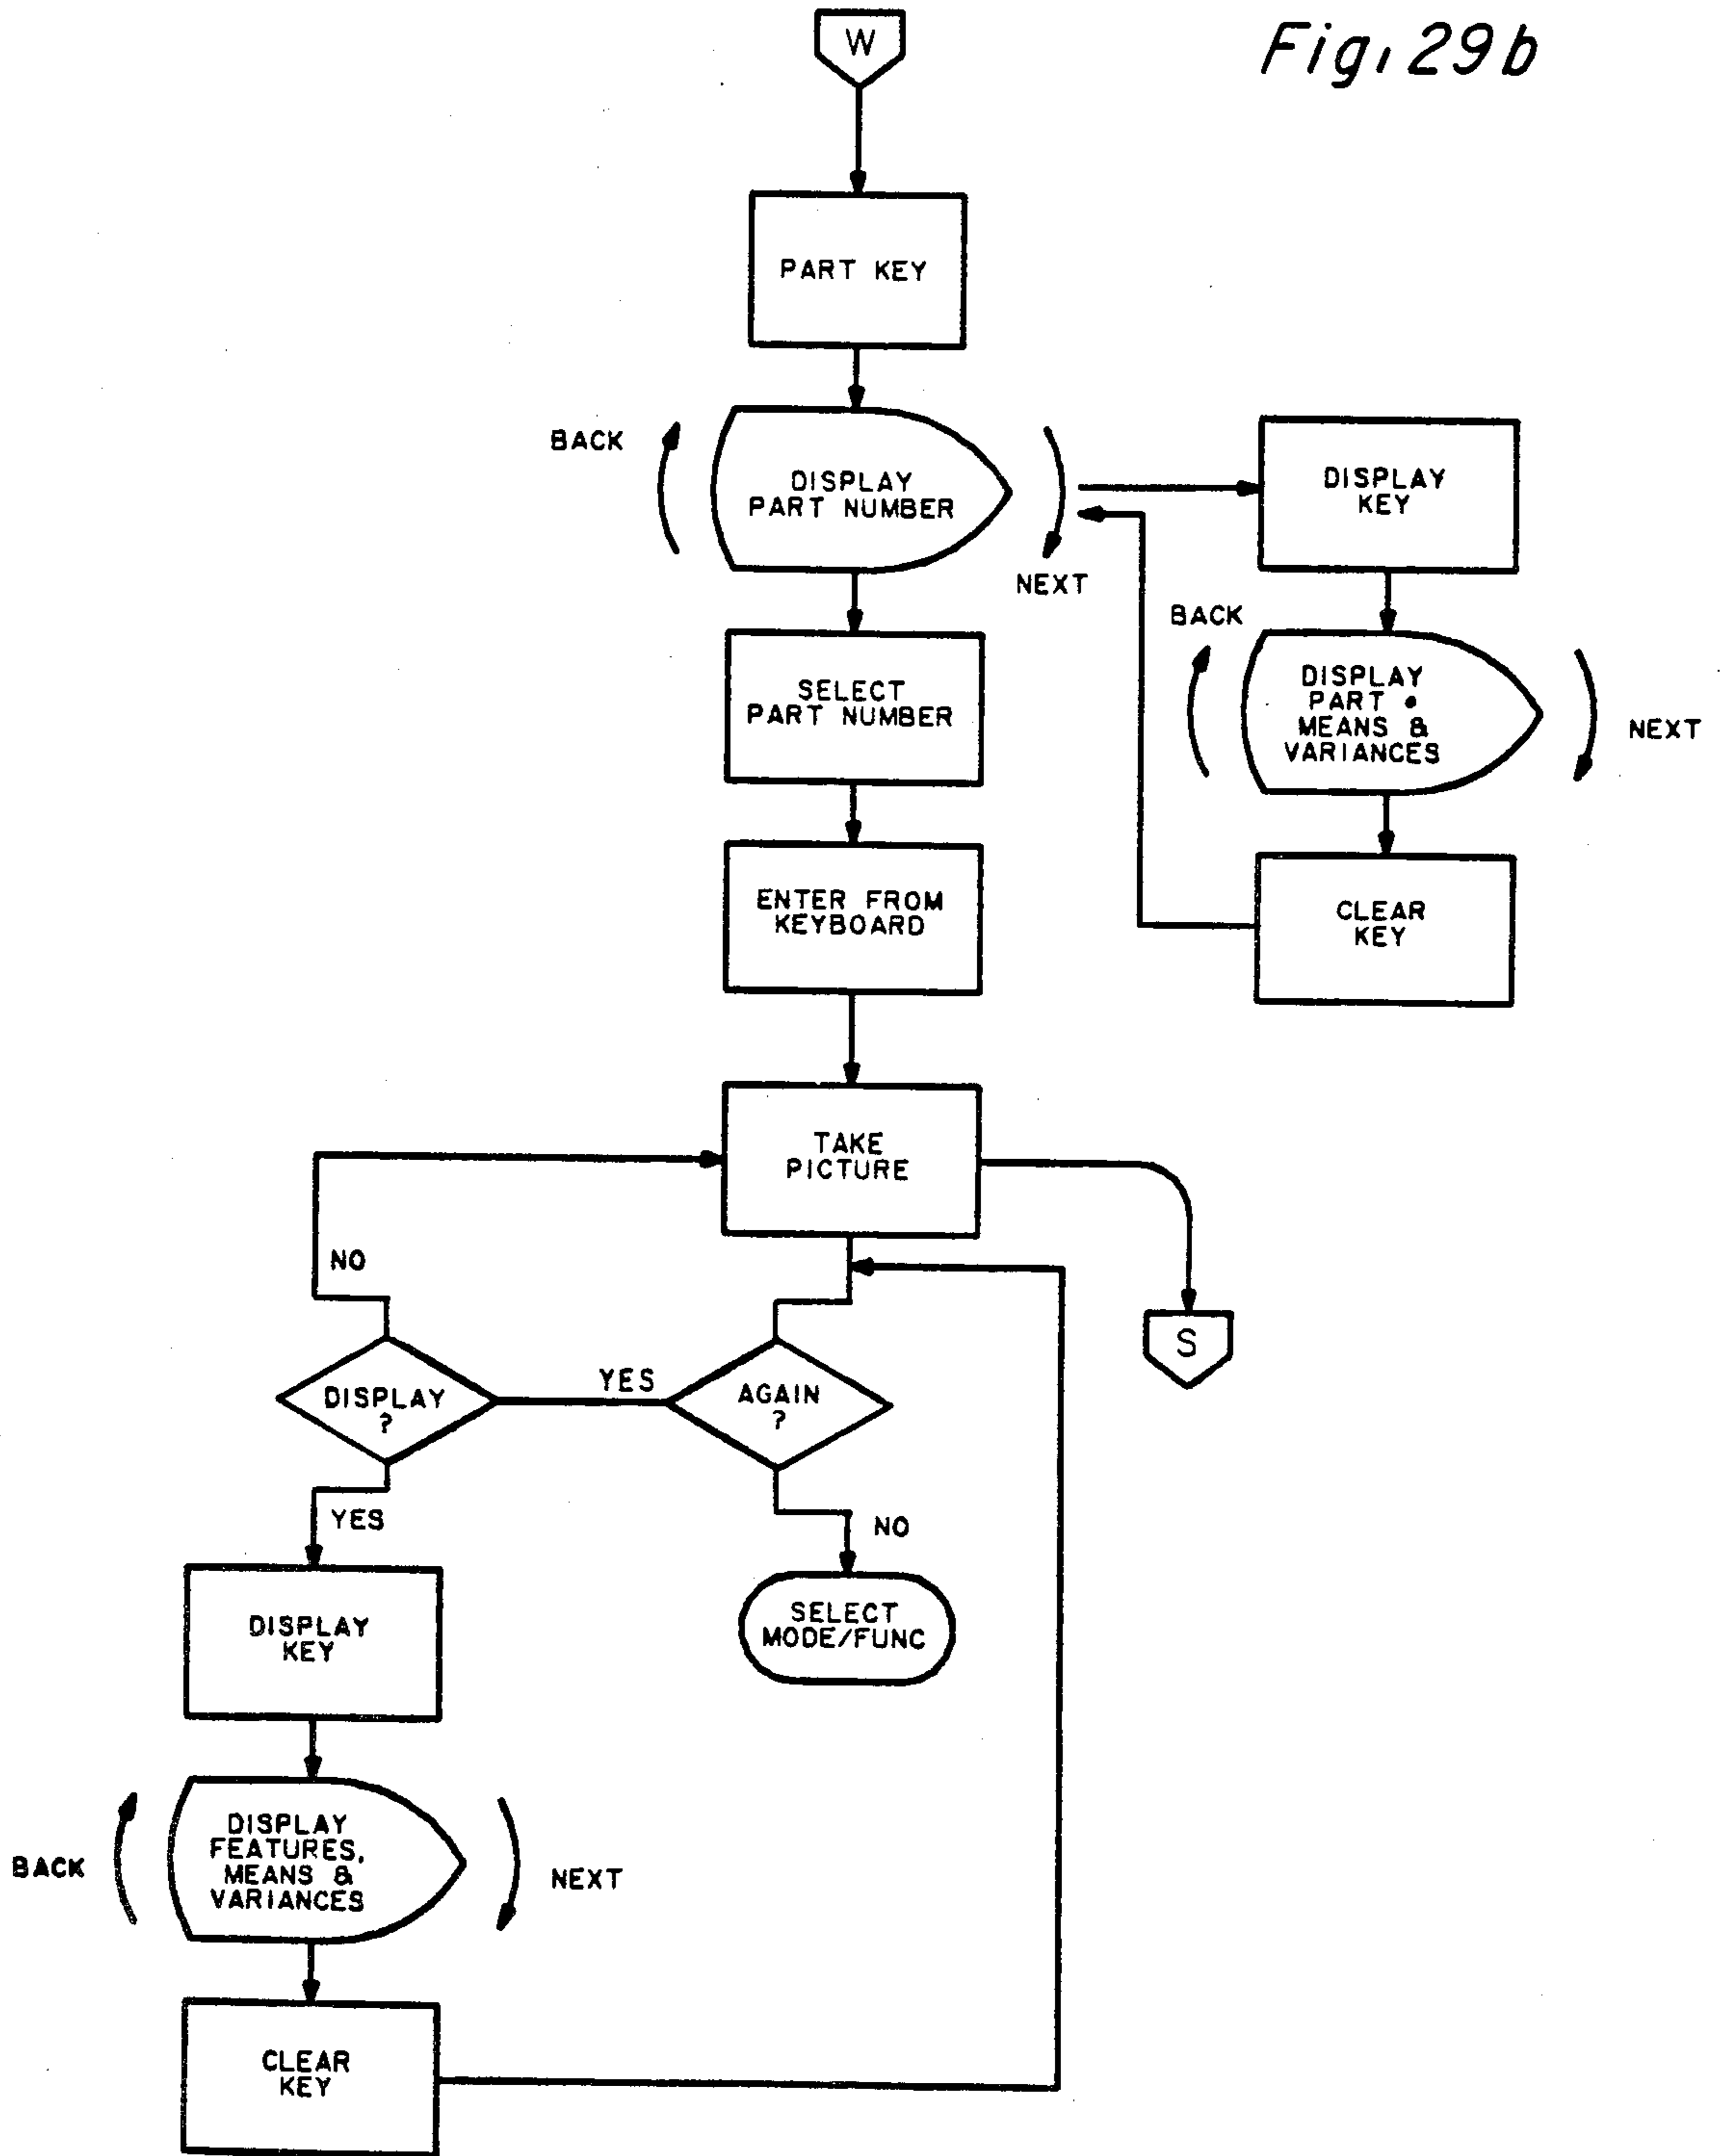 Fig. 29b
W
PART KEY
BACK
DISPLAY
PART NUMBER
NEXT
DISPLAY
KEY
BACK
DISPLAY
PART •
MEANS &
VARIANCES
NEXT
CLEAR
KEY
SELECT
PART NUMBER
ENTER FROM
KEYBOARD
TAKE
PICTURE
S
NO
DISPLAY
?
YES
AGAIN
?
YES
NO
SELECT
MODE/FUNC
DISPLAY
KEY
BACK
DISPLAY
FEATURES,
MEANS &
VARIANCES
NEXT
CLEAR
KEY